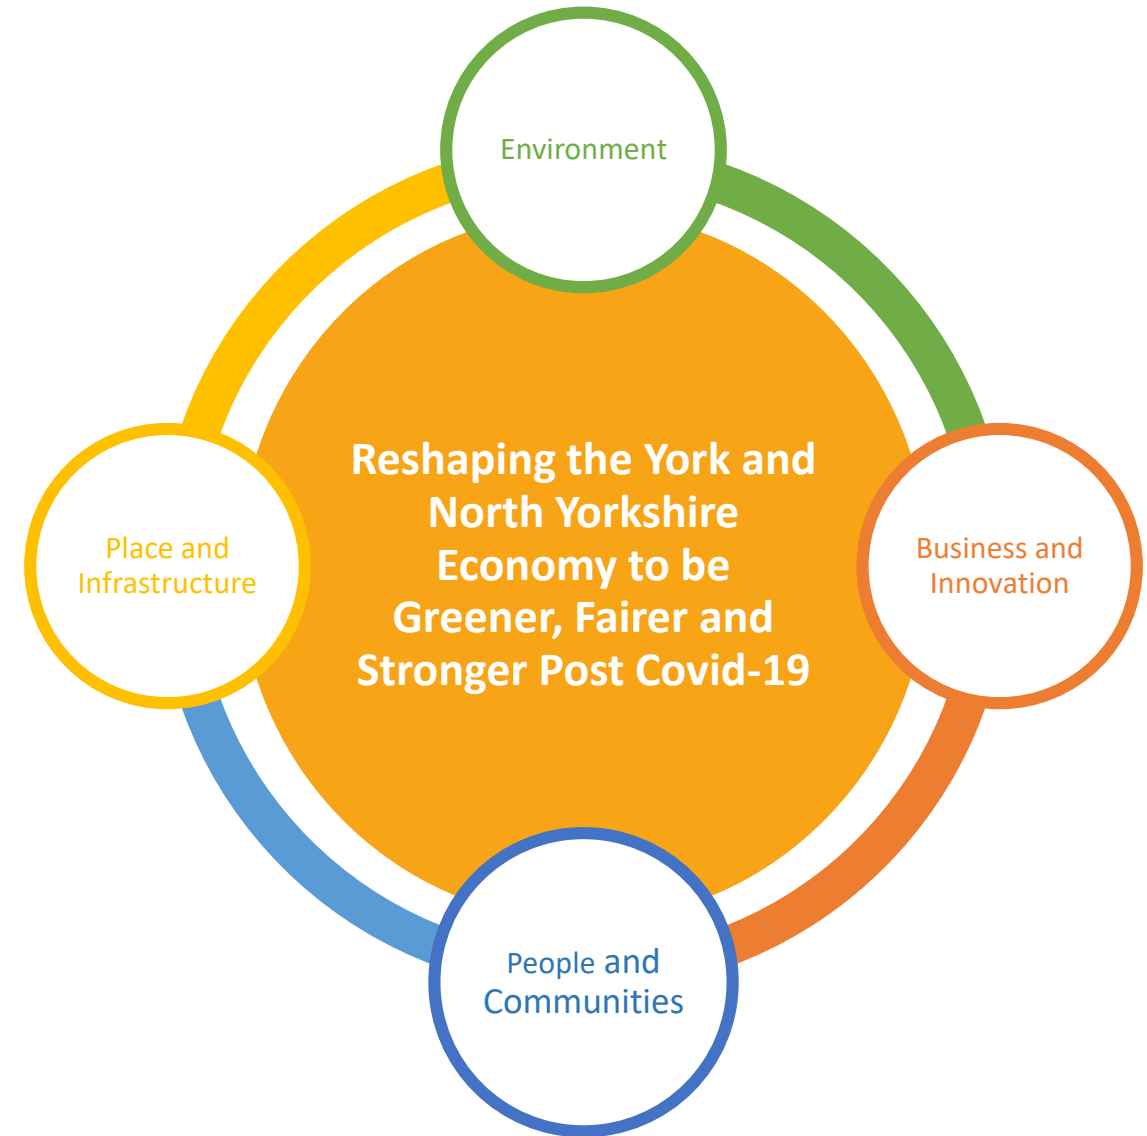 Environment
Reshaping the York and
North Yorkshire
Economy to be
Greener, Fairer and
Stronger Post Covid-19
Place and
Infrastructure
Business and
Innovation
People and
Communities